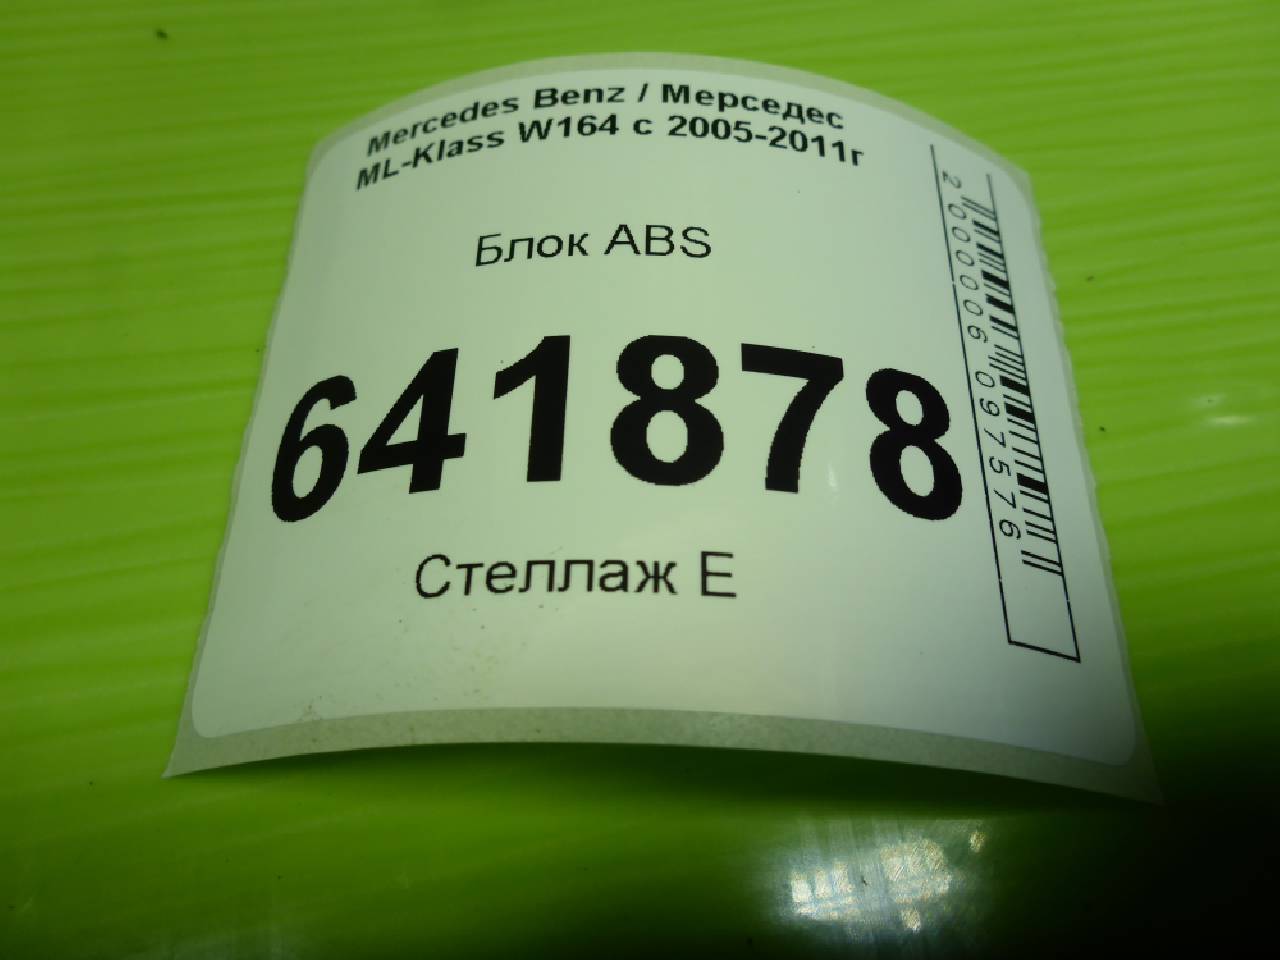 Mercedes Benz / Мерседес
ML-Klass W164 с 2005-2011г
Блок ABS
641878
Стеллаж Е
2000006097576